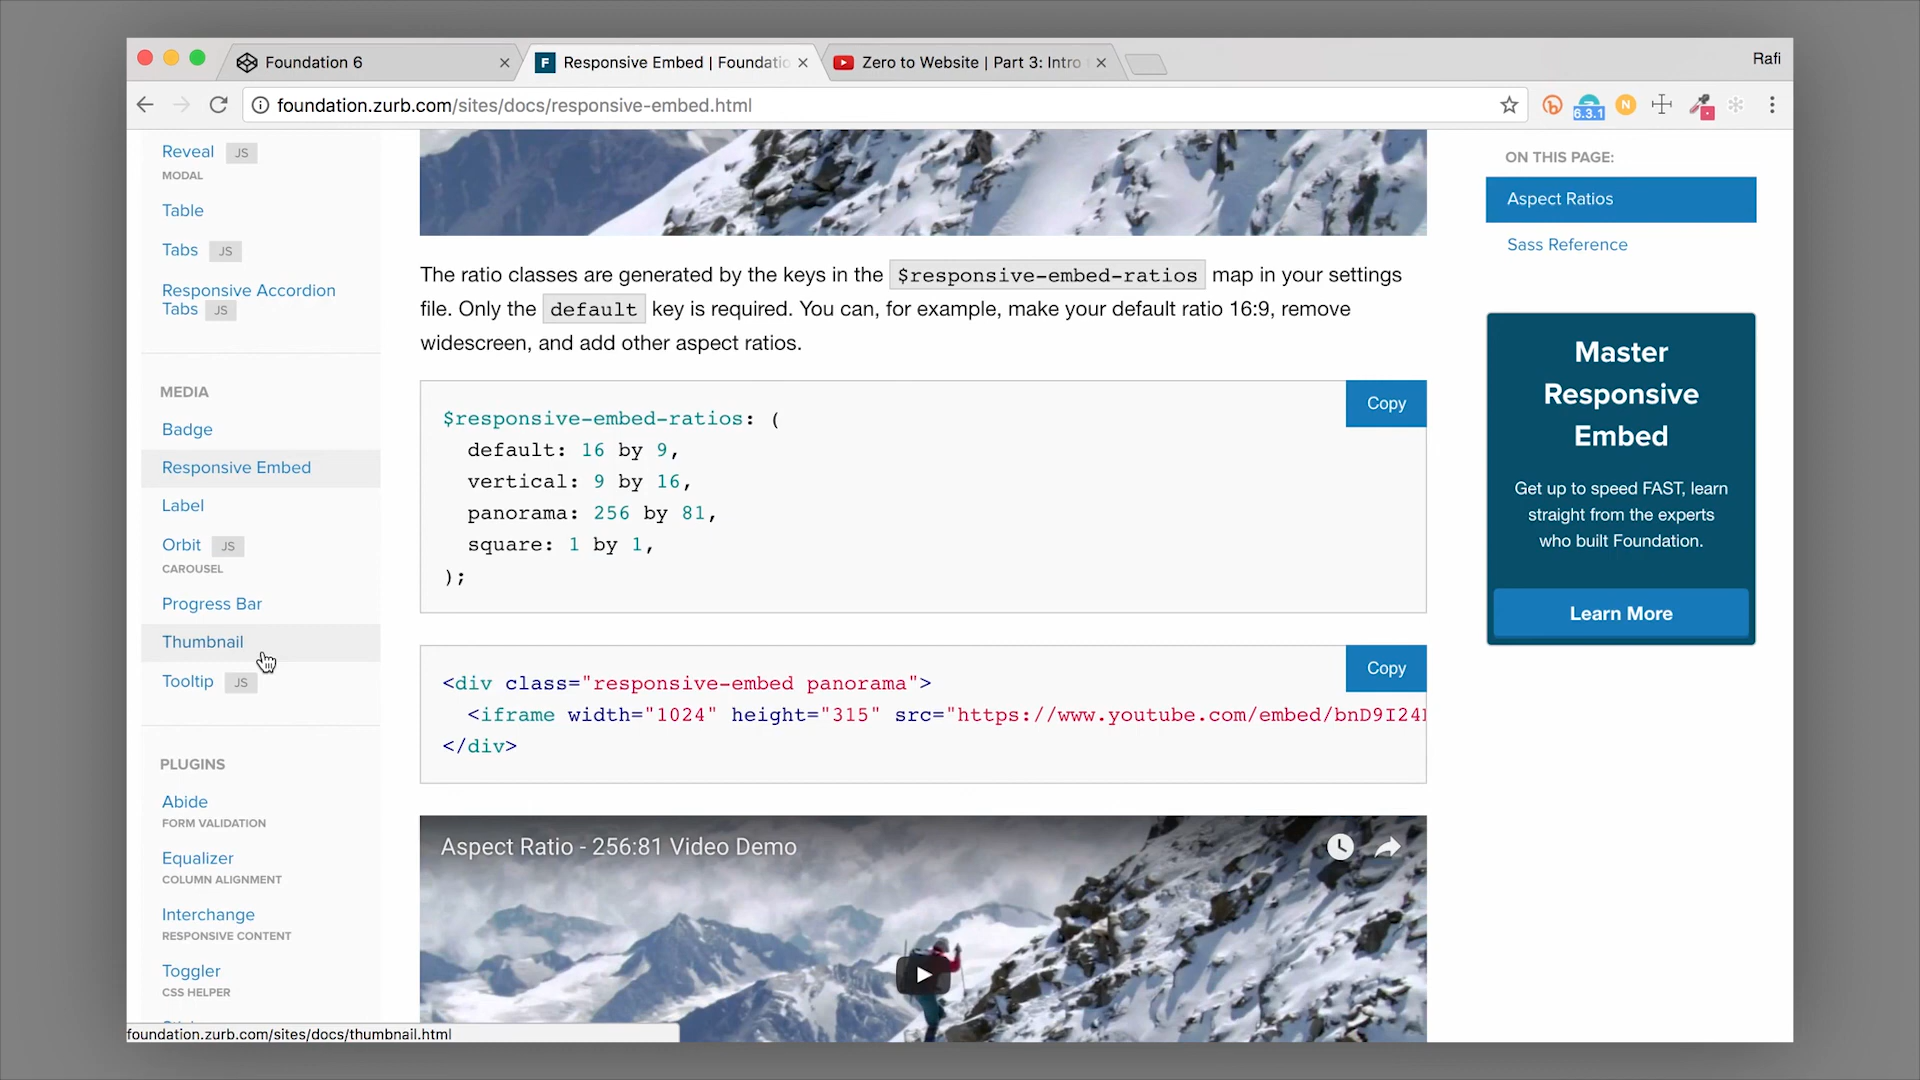 Foundation 6
Responsive Embed | Foundatio
Zero to Website | Part 3: Intro
Rafi
foundation.zurb.com/sites/docs/responsive-embed.html
6.3.1
N
Reveal JS
MODAL
Table
Tabs JS
Responsive Accordion
Tabs JS
MEDIA
Badge
Responsive Embed
Label
Orbit JS
CAROUSEL
Progress Bar
Thumbnail
Tooltip JS
PLUGINS
Abide
FORM VALIDATION
Equalizer
COLUMN ALIGNMENT
Interchange
RESPONSIVE CONTENT
Toggler
CSS HELPER
foundation.zurb.com/sites/docs/thumbnail.html
The ratio classes are generated by the keys in the $responsive-embed-ratios map in your settings
file. Only the default key is required. You can, for example, make your default ratio 16:9, remove
widescreen, and add other aspect ratios.
Copy
$responsive-embed-ratios: (
default: 16 by 9,
vertical: 9 by 16,
panorama: 256 by 81,
square: 1 by 1,
);
Copy
<div class="responsive-embed panorama">
<iframe width="1024" height="315" src="https://www.youtube.com/embed/bnD9I24
</div>
Aspect Ratio - 256:81 Video Demo
ON THIS PAGE:
Aspect Ratios
Sass Reference
Master
Responsive
Embed
Get up to speed FAST, learn
straight from the experts
who built Foundation.
Learn More